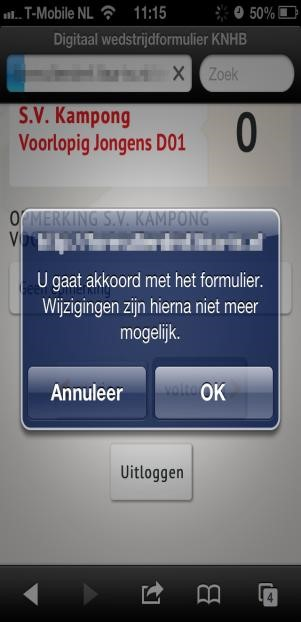 T-Mobile NL 11:15 50%
Digitaal wedstrijdformulier KNHB
Zoek
S.V. Kampong
Voorlopig Jongens D01
0
OPMERKING S.V. KAMPONG
U gaat akkoord met het formulier.
Wijzigingen zijn hierna niet meer
mogelijk.
Annuleer
OK
Uitloggen
4